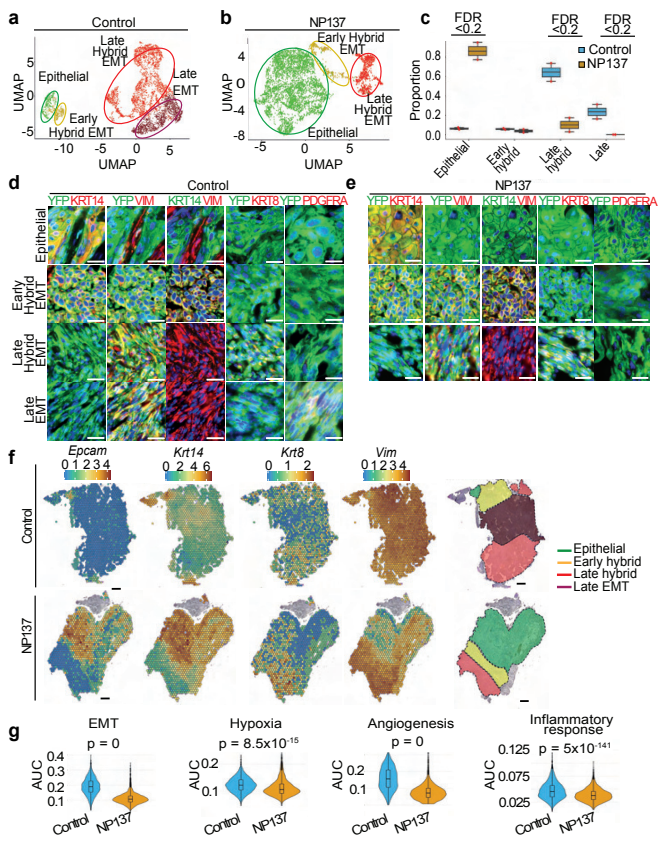 a
Control
Late
Hybrid
EMT
Epithelial
Late
EMT
Early
Hybrid EMT
UMAP
5
0
-5
-10
-5
0
5
UMAP
b
NP137
Early Hybrid
EMT
Late
Hybrid
EMT
Epithelial
UMAP
8
4
0
-4
-8
-5
0
5
UMAP
c
FDR
<0.2
FDR
<0.2
FDR
<0.2
Control
NP137
Proportion
0.8
0.6
0.4
0.2
0.0
Epithelial
Early
hybrid
Late
hybrid
Late
d
Control
YFP KRT14
YFP VIM
KRT14 VIM
YFP KRT8
YFP PDGFRA
Epithelial
Early
Hybrid
EMT
Late
Hybrid
EMT
Late
EMT
e
NP137
YFP KRT14
YFP VIM
KRT14 VIM
YFP KRT8
YFP PDGFRA
f
Epcam
0 1 2 3 4
Krt14
0 2 4 6
Krt8
0 1 2
Vim
0 1 2 3 4
Control
NP137
Epithelial
Early hybrid
Late hybrid
Late EMT
g
EMT
p = 0
AUC
0.4
0.3
0.2
0.1
Control
NP137
Hypoxia
p = 8.5x10-15
AUC
0.2
0.1
Control
NP137
Angiogenesis
p = 0
AUC
0.2
0.1
Control
NP137
Inflammatory
response
p = 5x10-141
AUC
0.125
0.075
0.025
Control
NP137